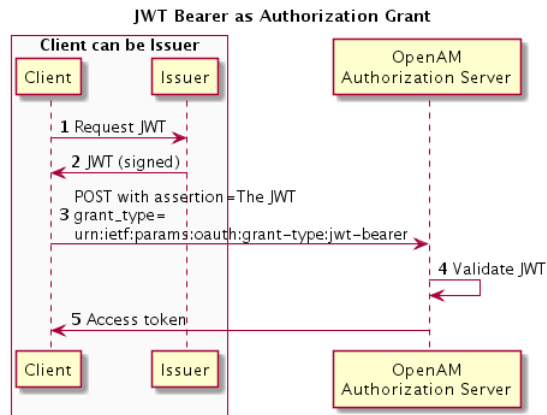 JWT Bearer as Authorization Grant
Client can be Issuer
Client
Issuer
OpenAM
Authorization Server
1 Request JWT
2 JWT (signed)
POST with assertion=The JWT
3 grant_type=
urn:ietf:params:oauth:grant-type:jwt-bearer
4 Validate JWT
5 Access token
Client
Issuer
OpenAM
Authorization Server